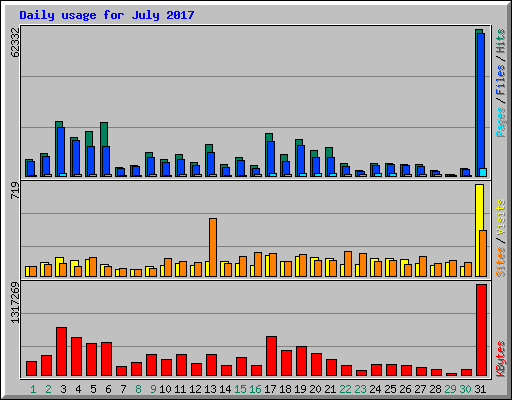 Daily usage for July 2017
62332
Pages / Files / Hits
719
Sites / Visits
1317269
KBytes
1 2 3 4 5 6 7 8 9 10 11 12 13 14 15 16 17 18 19 20 21 22 23 24 25 26 27 28 29 30 31